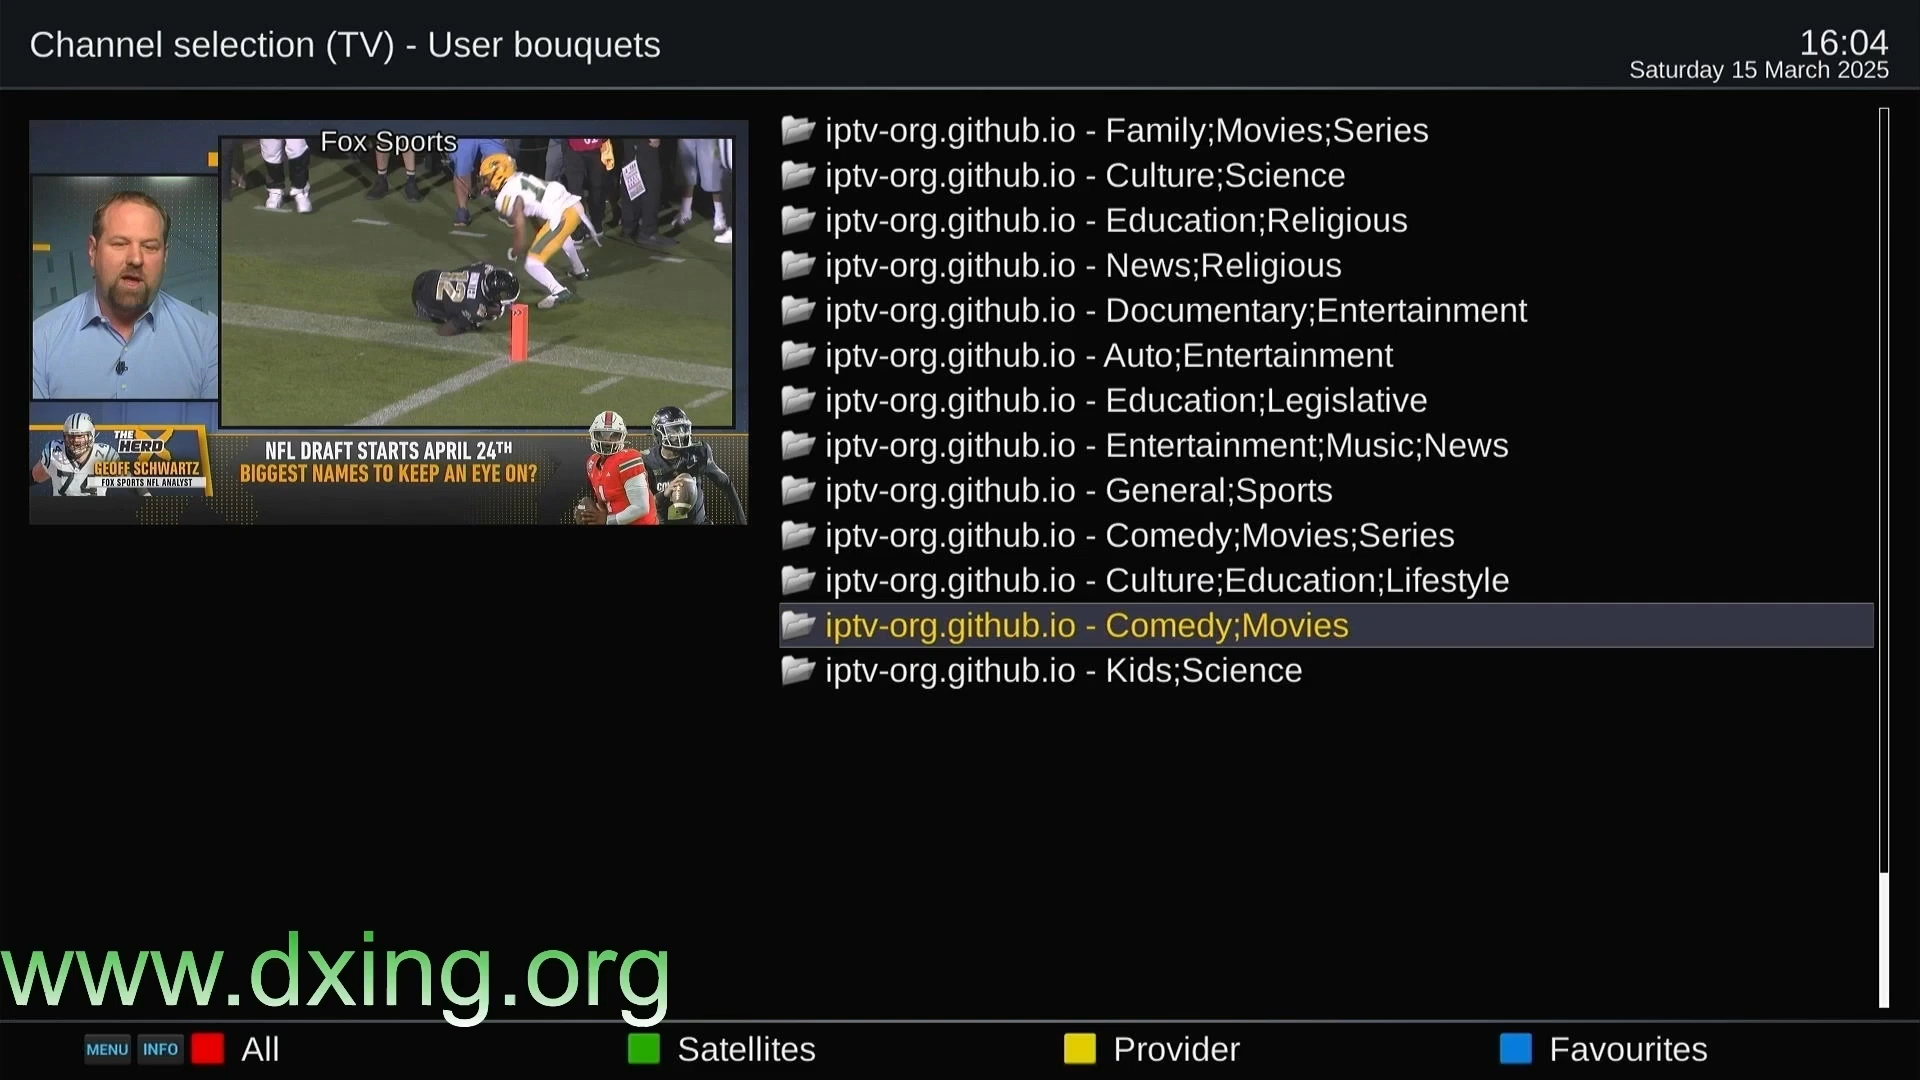 Channel selection (TV) - User bouquets
16:04
Saturday 15 March 2025
Fox Sports
12
THE
HERD
GEOFF SCHWARTZ
FOX SPORTS NFL ANALYST
NFL DRAFT STARTS APRIL 24TH
BIGGEST NAMES TO KEEP AN EYE ON?
iptv-org.github.io - Family;Movies;Series
iptv-org.github.io - Culture;Science
iptv-org.github.io - Education;Religious
iptv-org.github.io - News;Religious
iptv-org.github.io - Documentary;Entertainment
iptv-org.github.io - Auto;Entertainment
iptv-org.github.io - Education;Legislative
iptv-org.github.io - Entertainment;Music;News
iptv-org.github.io - General;Sports
iptv-org.github.io - Comedy;Movies;Series
iptv-org.github.io - Culture;Education;Lifestyle
iptv-org.github.io - Comedy;Movies
iptv-org.github.io - Kids;Science
www.dxing.org
MENU INFO All Satellites Provider Favourites